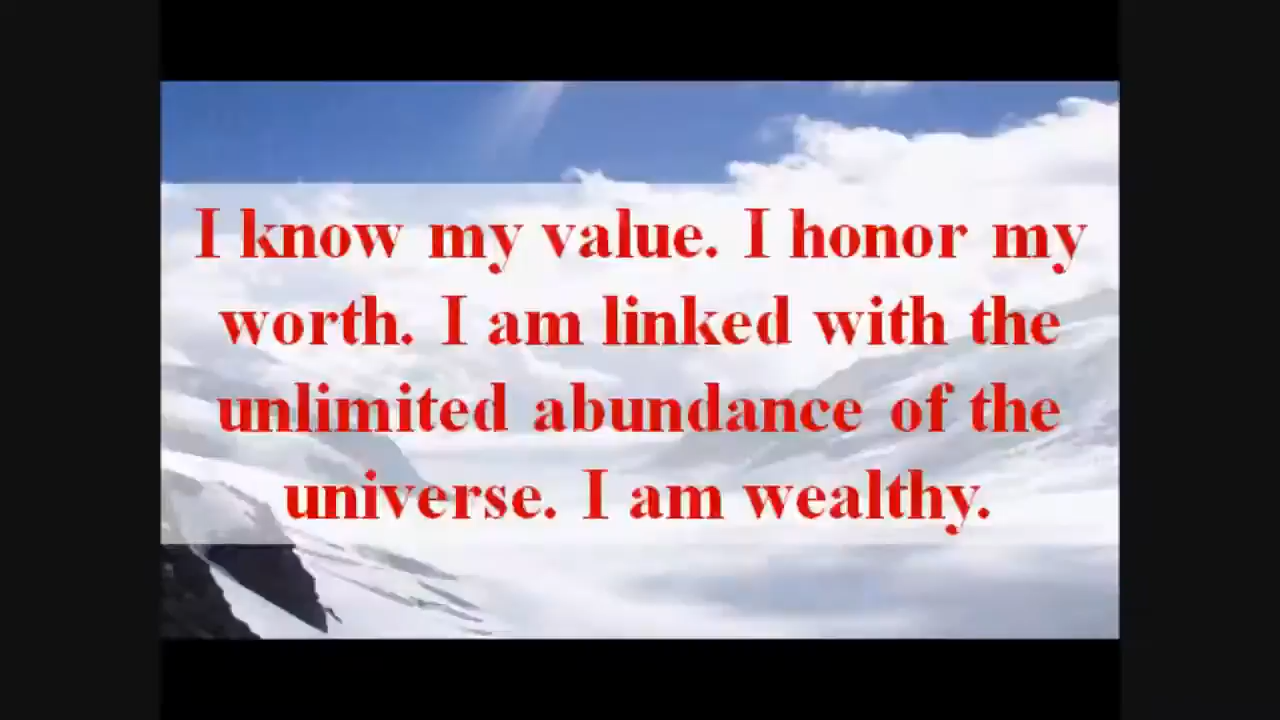 I know my value. I honor my
worth. I am linked with the
unlimited abundance of the
universe. I am wealthy.